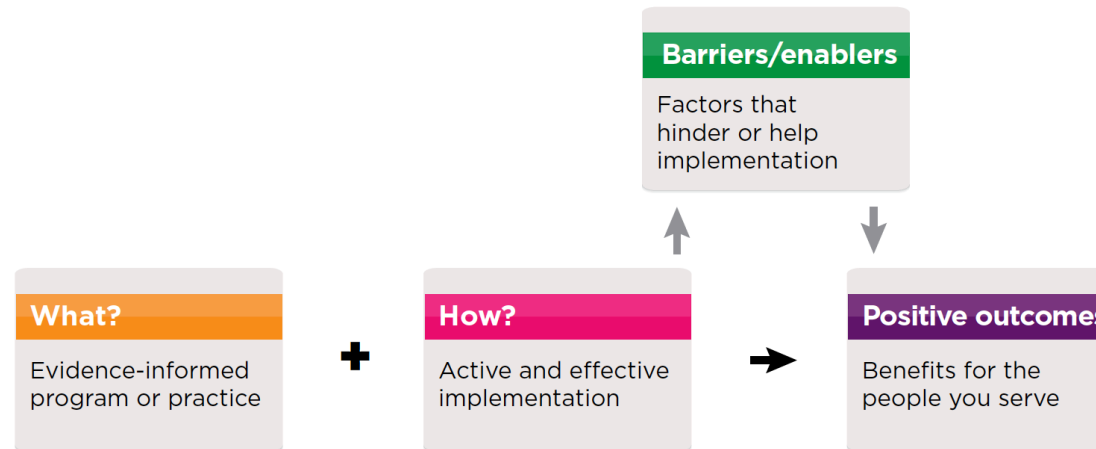 Barriers/enablers
Factors that
hinder or help
implementation
What?
Evidence-informed
program or practice
+
How?
Active and effective
implementation
Positive outcomes
Benefits for the
people you serve